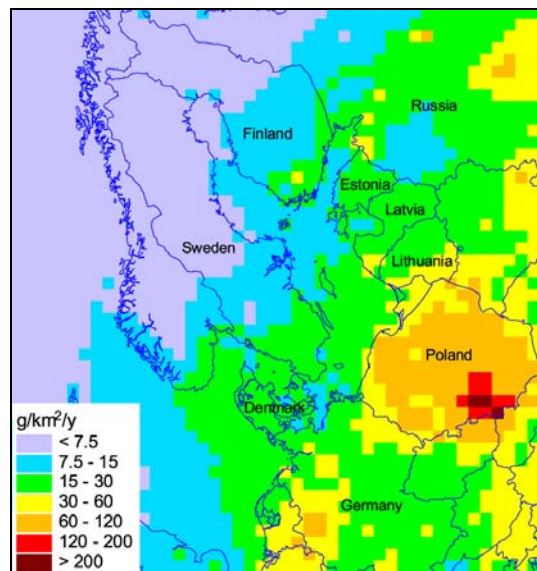 Russia
Finland
Estonia
Latvia
Sweden
Lithuania
Poland
Denmark
Germany
g/km²/y
< 7.5
7.5 - 15
15 - 30
30 - 60
60 - 120
120 - 200
> 200